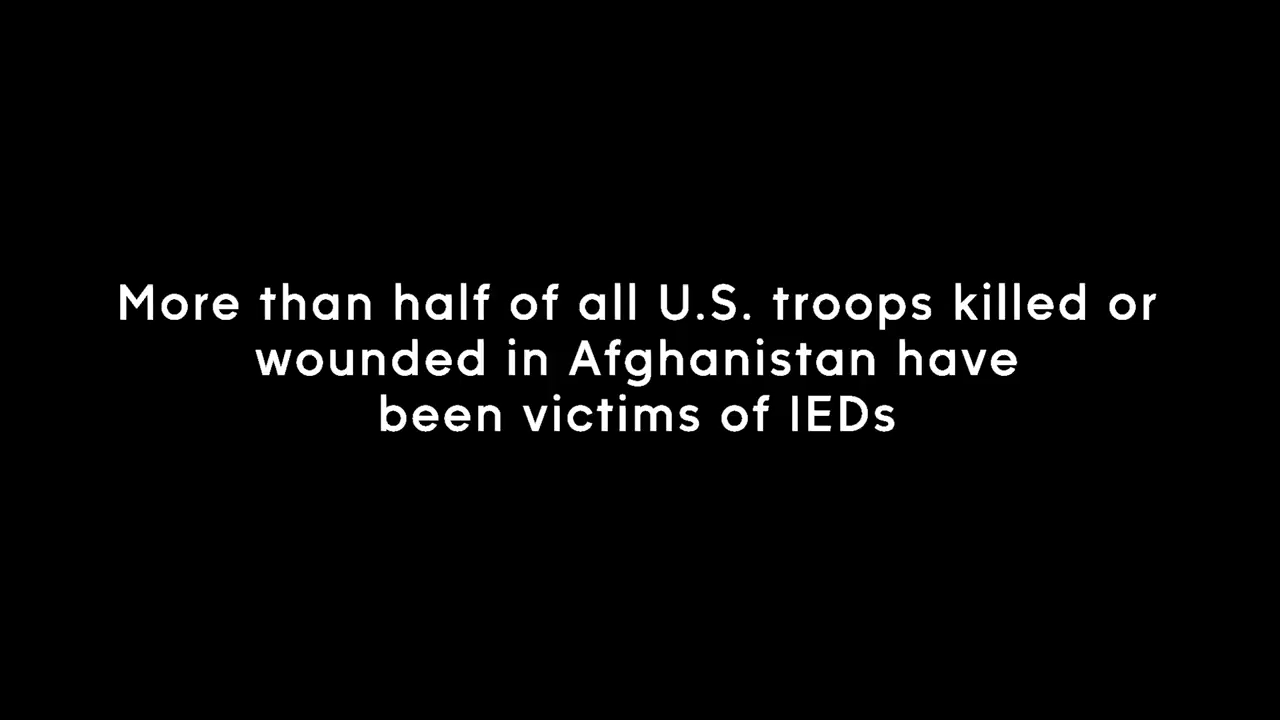 More than half of all U.S. troops killed or
wounded in Afghanistan have
been victims of IEDs